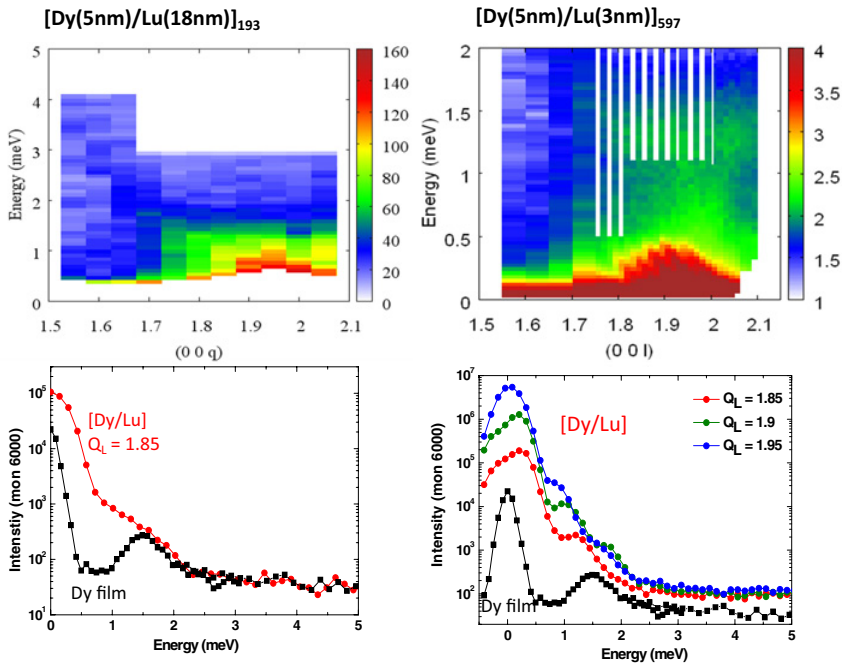 [Dy(5nm)/Lu(18nm)]193
[Dy(5nm)/Lu(3nm)]597
5
4
3
2
1
0
Energy (meV)
1.5 1.6 1.7 1.8 1.9 2 2.1
(0 0 q)
160
140
120
100
80
60
40
20
0
2
1.5
1
0.5
0
Energy (meV)
1.5 1.6 1.7 1.8 1.9 2 2.1
(0 0 l)
4
3.5
3
2.5
2
1.5
1
10^5
10^4
10^3
10^2
10^1
Intenstiy (mon 6000)
[Dy/Lu]
QL = 1.85
Dy film
0 1 2 3 4 5
Energy (meV)
10^7
10^6
10^5
10^4
10^3
10^2
Intensity (mon 6000)
[Dy/Lu]
QL = 1.85
QL = 1.9
QL = 1.95
Dy film
0 1 2 3 4 5
Energy (meV)